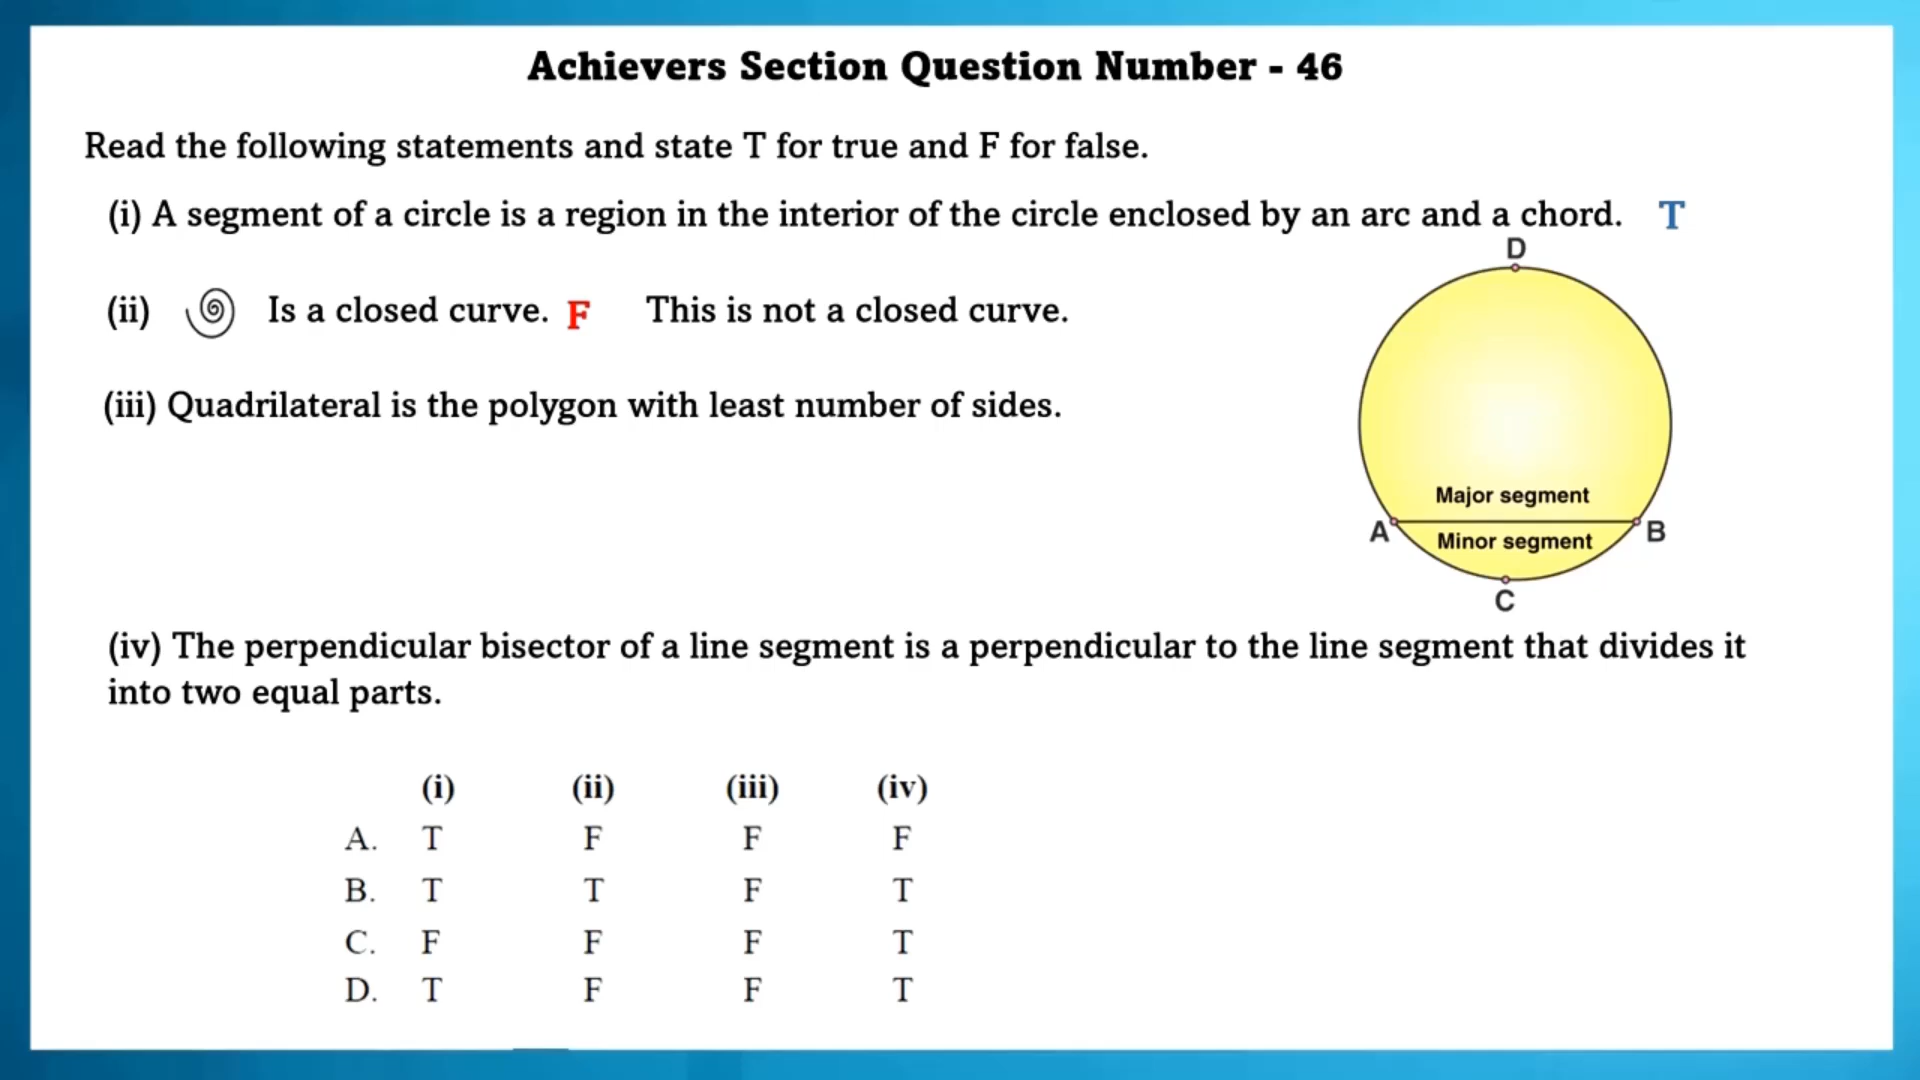 Achievers Section Question Number - 46
Read the following statements and state T for true and F for false.
(i) A segment of a circle is a region in the interior of the circle enclosed by an arc and a chord. T
D
(ii) Is a closed curve. F This is not a closed curve.
(iii) Quadrilateral is the polygon with least number of sides.
Major segment
A B
Minor segment
C
(iv) The perpendicular bisector of a line segment is a perpendicular to the line segment that divides it
into two equal parts.
(i) (ii) (iii) (iv)
A. T F F F
B. T T F T
C. F F F T
D. T F F T